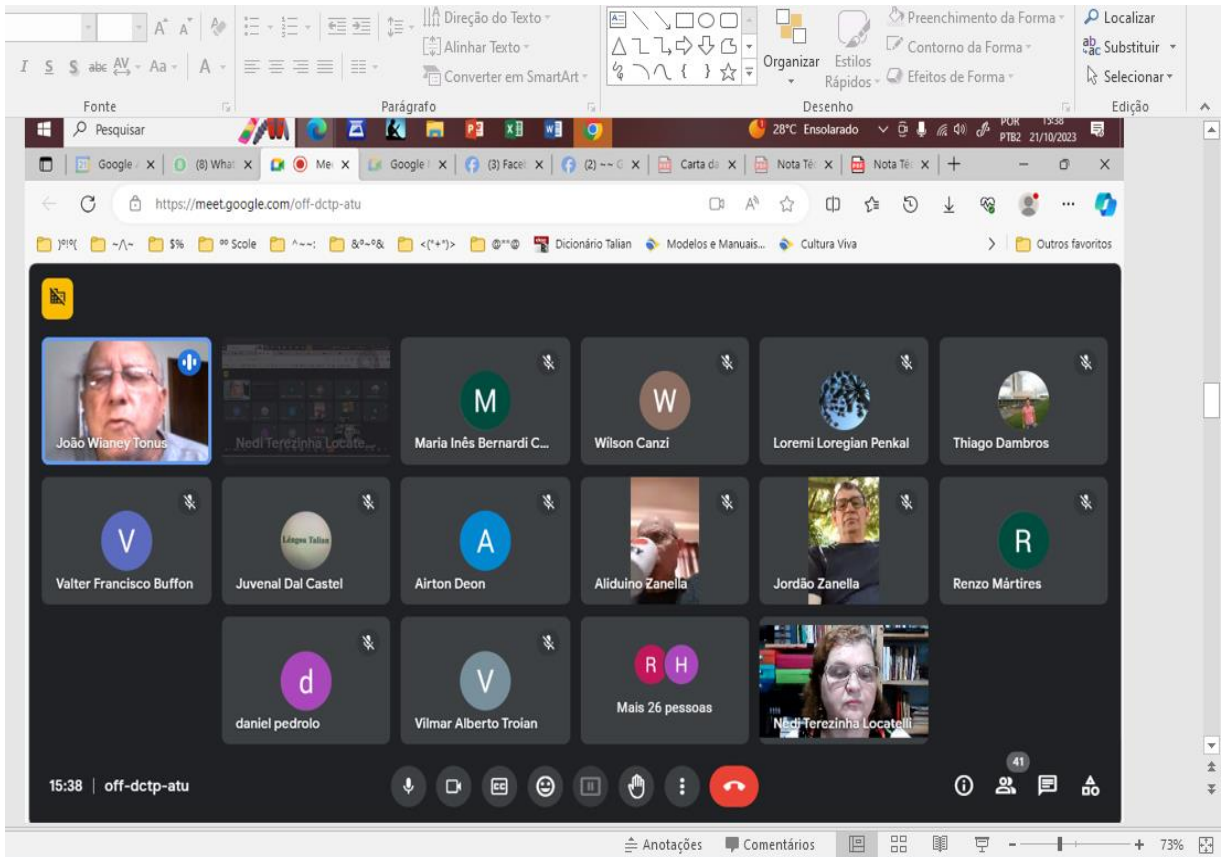 Direção do Texto
Preenchimento da Forma
Localizar
Alinhar Texto
Contorno da Forma
Substituir
I S S abc AV Aa A
Converter em SmartArt
Organizar
Estilos Rápidos
Efeitos de Forma
Selecionar
Fonte
Parágrafo
Desenho
Edição
Pesquisar
28°C Ensolarado
POR 15:38
PTB2 21/10/2023
Google
(8) What
Me
Google
(3) Face
(2) ~~ G
Carta da
Nota Té
Nota Té
https://meet.google.com/off-dctp-atu
$%
Scole
Dicionário Talian
Modelos e Manuais...
Cultura Viva
Outros favoritos
João Wianey Tonus
Nedi Terezinha Locate...
M
Maria Inês Bernardi C...
W
Wilson Canzi
Loremi Loregian Penkal
Thiago Dambros
V
Valter Francisco Buffon
Léngoa Talian
Juvenal Dal Castel
A
Airton Deon
Aliduino Zanella
Jordão Zanella
R
Renzo Mártires
d
daniel pedrolo
V
Vilmar Alberto Troian
R H
Mais 26 pessoas
Nedi Terezinha Locatelli
15:38 | off-dctp-atu
41
Anotações
Comentários
73%